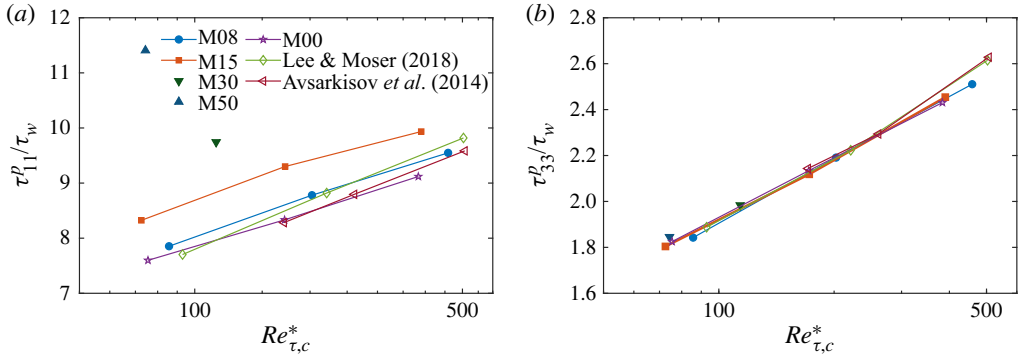 (a)
12
11
10
9
8
7
τ^p_11/τ_w
100
500
Re*_τ,c
M08
M15
M30
M50
M00
Lee & Moser (2018)
Avsarkisov et al. (2014)
(b)
2.8
2.6
2.4
2.2
2.0
1.8
1.6
τ^p_33/τ_w
100
500
Re*_τ,c